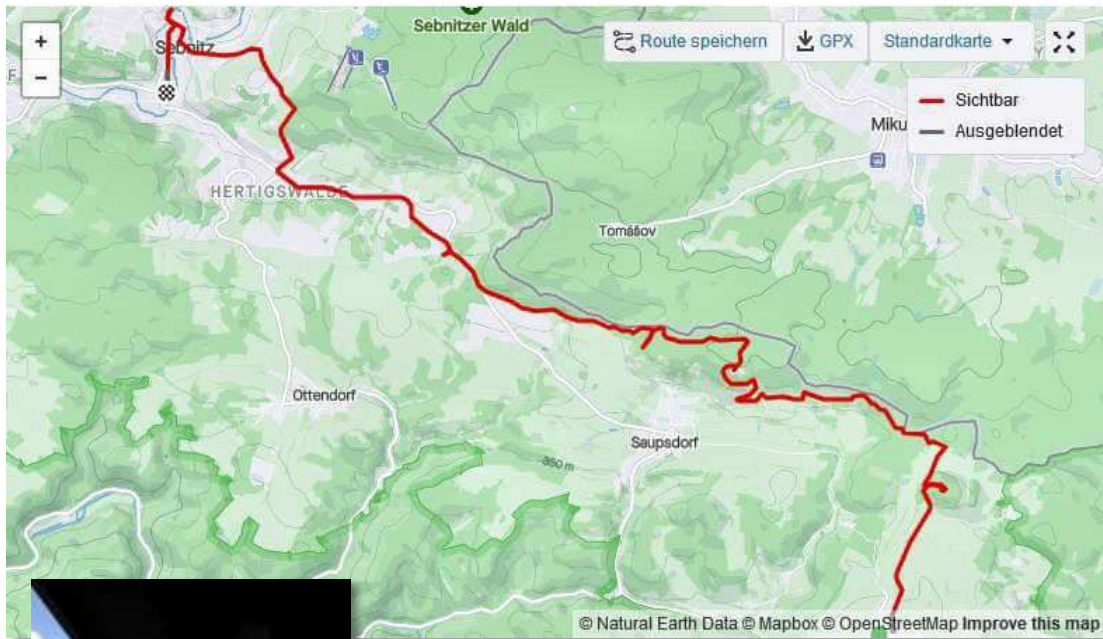 Sebnitzer Wald
+
−
Sebnitz
Route speichern
GPX
Standardkarte
Sichtbar
Ausgeblendet
Miku
HERTIGSWALDE
Tomášov
Ottendorf
Saupsdorf
350 m
© Natural Earth Data © Mapbox © OpenStreetMap Improve this map